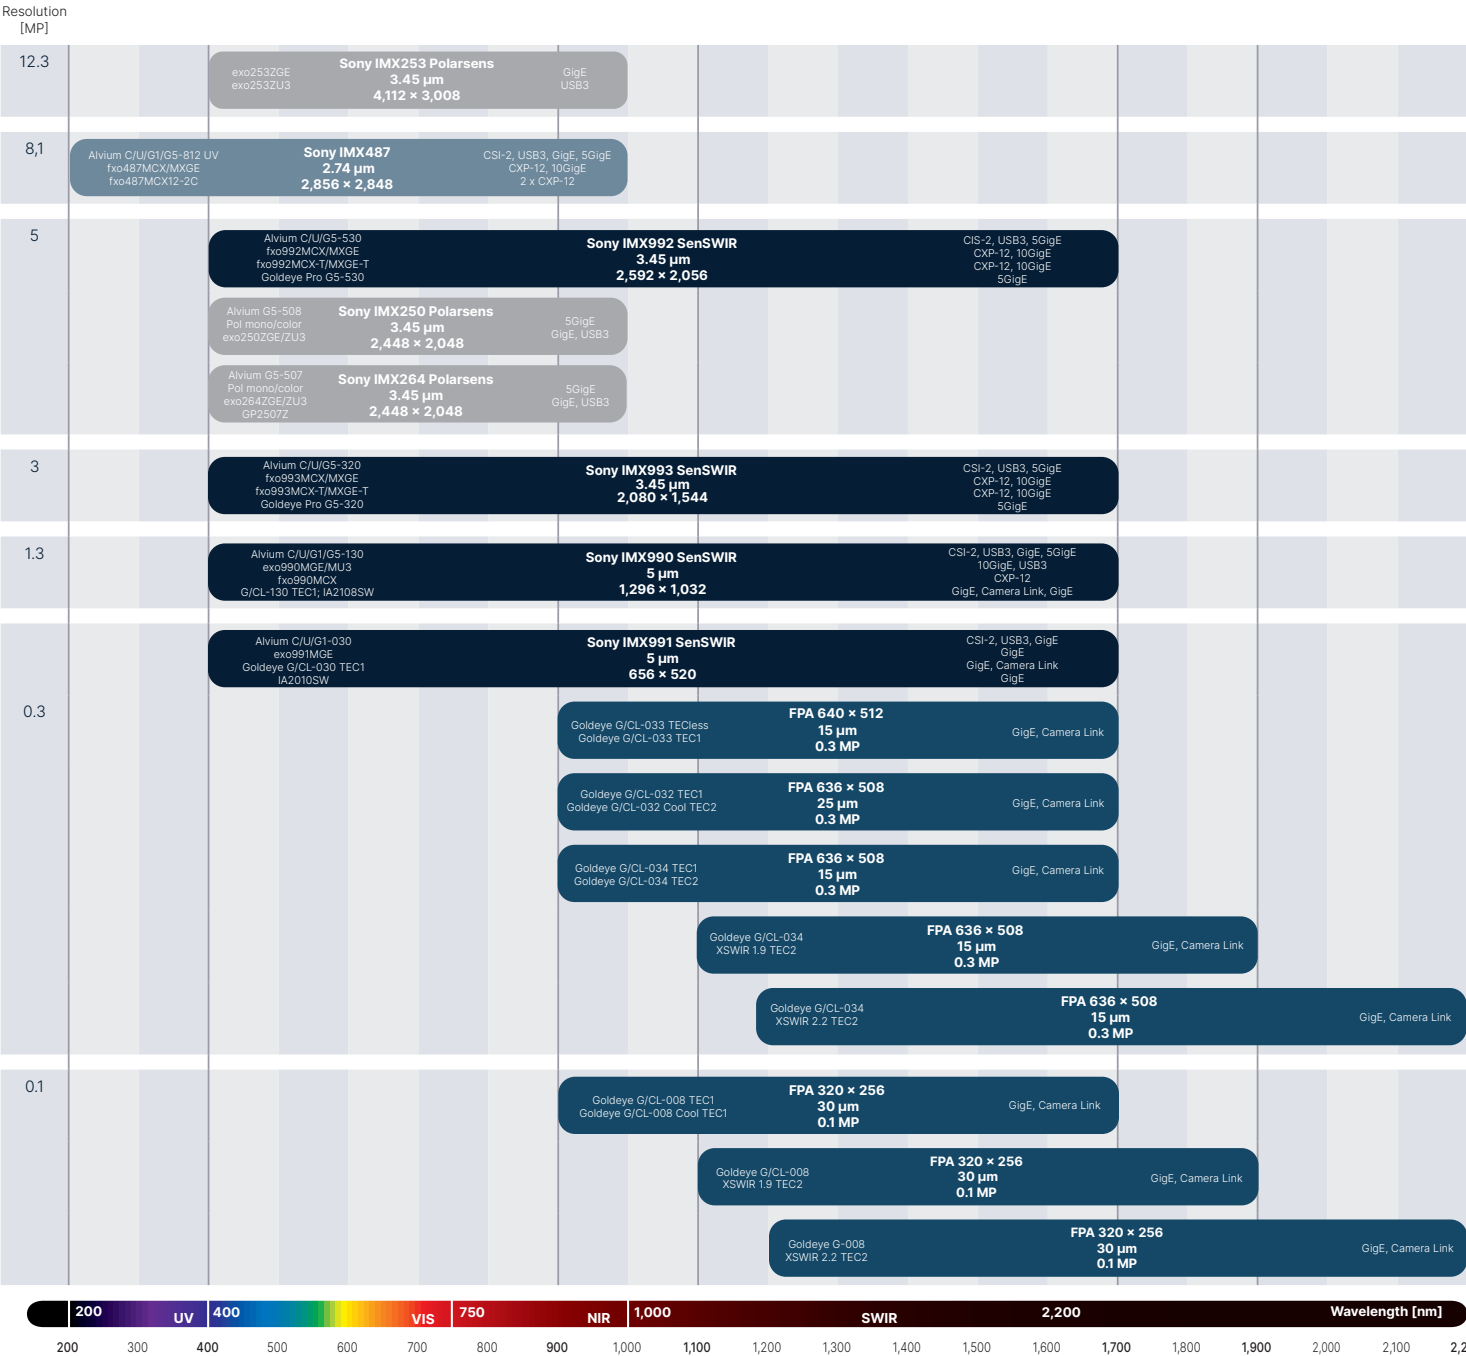 Resolution
[MP]
12.3
exo253ZGE
exo253ZU3
Sony IMX253 Polarsens
3.45 µm
4,112 × 3,008
GigE
USB3
8,1
Alvium C/U/G1/G5-812 UV
fxo487MCX/MXGE
fxo487MCX12-2C
Sony IMX487
2.74 µm
2,856 × 2,848
CSI-2, USB3, GigE, 5GigE
CXP-12, 10GigE
2 x CXP-12
5
Alvium C/U/G5-530
fxo992MCX/MXGE
fxo992MCX-T/MXGE-T
Goldeye Pro G5-530
Sony IMX992 SenSWIR
3.45 µm
2,592 × 2,056
CIS-2, USB3, 5GigE
CXP-12, 10GigE
CXP-12, 10GigE
5GigE
Alvium G5-508
Pol mono/color
exo250ZGE/ZU3
Sony IMX250 Polarsens
3.45 µm
2,448 × 2,048
5GigE
GigE, USB3
Alvium G5-507
Pol mono/color
exo264ZGE/ZU3
GP2507Z
Sony IMX264 Polarsens
3.45 µm
2,448 × 2,048
5GigE
GigE, USB3
3
Alvium C/U/G5-320
fxo993MCX/MXGE
fxo993MCX-T/MXGE-T
Goldeye Pro G5-320
Sony IMX993 SenSWIR
3.45 µm
2,080 × 1,544
CSI-2, USB3, 5GigE
CXP-12, 10GigE
CXP-12, 10GigE
5GigE
1.3
Alvium C/U/G1/G5-130
exo990MGE/MU3
fxo990MCX
G/CL-130 TEC1; IA2108SW
Sony IMX990 SenSWIR
5 µm
1,296 × 1,032
CSI-2, USB3, GigE, 5GigE
10GigE, USB3
CXP-12
GigE, Camera Link, GigE
0.3
Alvium C/U/G1-030
exo991MGE
Goldeye G/CL-030 TEC1
IA2010SW
Sony IMX991 SenSWIR
5 µm
656 × 520
CSI-2, USB3, GigE
GigE
GigE, Camera Link
GigE
Goldeye G/CL-033 TECless
Goldeye G/CL-033 TEC1
FPA 640 × 512
15 µm
0.3 MP
GigE, Camera Link
Goldeye G/CL-032 TEC1
Goldeye G/CL-032 Cool TEC2
FPA 636 × 508
25 µm
0.3 MP
GigE, Camera Link
Goldeye G/CL-034 TEC1
Goldeye G/CL-034 TEC2
FPA 636 × 508
15 µm
0.3 MP
GigE, Camera Link
Goldeye G/CL-034
XSWIR 1.9 TEC2
FPA 636 × 508
15 µm
0.3 MP
GigE, Camera Link
Goldeye G/CL-034
XSWIR 2.2 TEC2
FPA 636 × 508
15 µm
0.3 MP
GigE, Camera Link
0.1
Goldeye G/CL-008 TEC1
Goldeye G/CL-008 Cool TEC1
FPA 320 × 256
30 µm
0.1 MP
GigE, Camera Link
Goldeye G/CL-008
XSWIR 1.9 TEC2
FPA 320 × 256
30 µm
0.1 MP
GigE, Camera Link
Goldeye G-008
XSWIR 2.2 TEC2
FPA 320 × 256
30 µm
0.1 MP
GigE, Camera Link
200 UV 400 VIS 750 NIR 1,000 SWIR 2,200 Wavelength [nm]
200 300 400 500 600 700 800 900 1,000 1,100 1,200 1,300 1,400 1,500 1,600 1,700 1,800 1,900 2,000 2,100 2,2